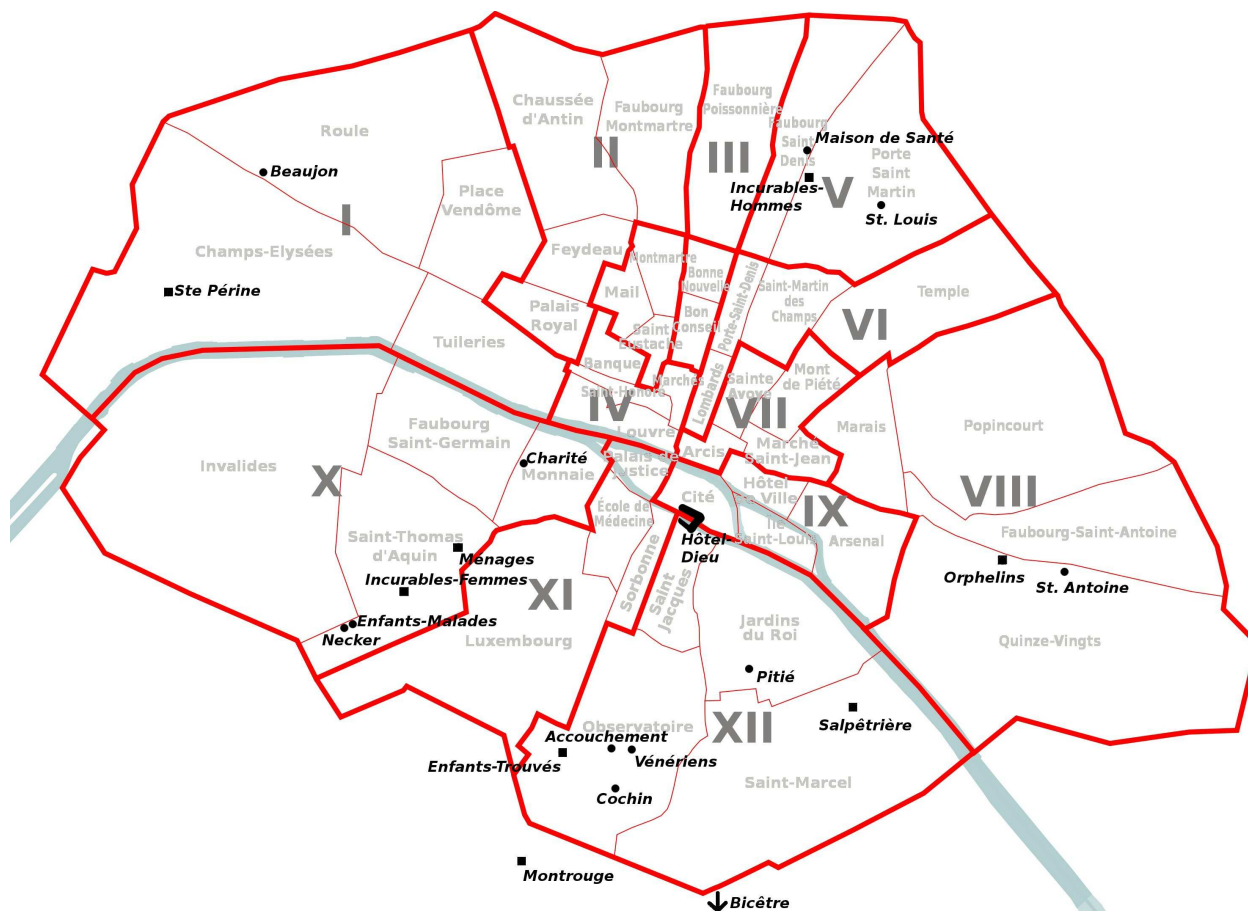 Chaussée
d'Antin
Faubourg
Montmartre
Faubourg
Poissonnière
Faubourg
Saint
Denis
Maison de Santé
Porte
Saint
Martin
Roule
II
III
Beaujon
Place
Vendôme
Incurables-
Hommes
V
St. Louis
I
Champs-Elysées
Feydeau
Montmartre
Bonne
Nouvelle
Porte-Saint-Denis
Saint-Martin
des
Champs
Temple
Ste Périne
Mail
Palais
Royal
Bon
Conseil
VI
Tuileries
Saint
Eustache
Banque
Marchés
Lombards
Sainte
Avoye
Mont
de Piété
Saint-Honoré
IV
VII
Faubourg
Saint-Germain
Louvre
Marais
Popincourt
Invalides
X
Charité
Monnaie
Palais de
Justice
Arcis
Marché
Saint-Jean
Hôtel
de Ville
VIII
École de
Médecine
Cité
Île
Saint-Louis
IX
Arsenal
Faubourg-Saint-Antoine
Saint-Thomas
d'Aquin
Ménages
Hôtel-
Dieu
Incurables-Femmes
XI
Sorbonne
Saint
Jacques
Orphelins
St. Antoine
Enfants-Malades
Necker
Luxembourg
Jardins
du Roi
Quinze-Vingts
Pitié
Observatoire
XII
Salpêtrière
Accouchement
Enfants-Trouvés
Vénériens
Cochin
Saint-Marcel
Montrouge
Bicêtre